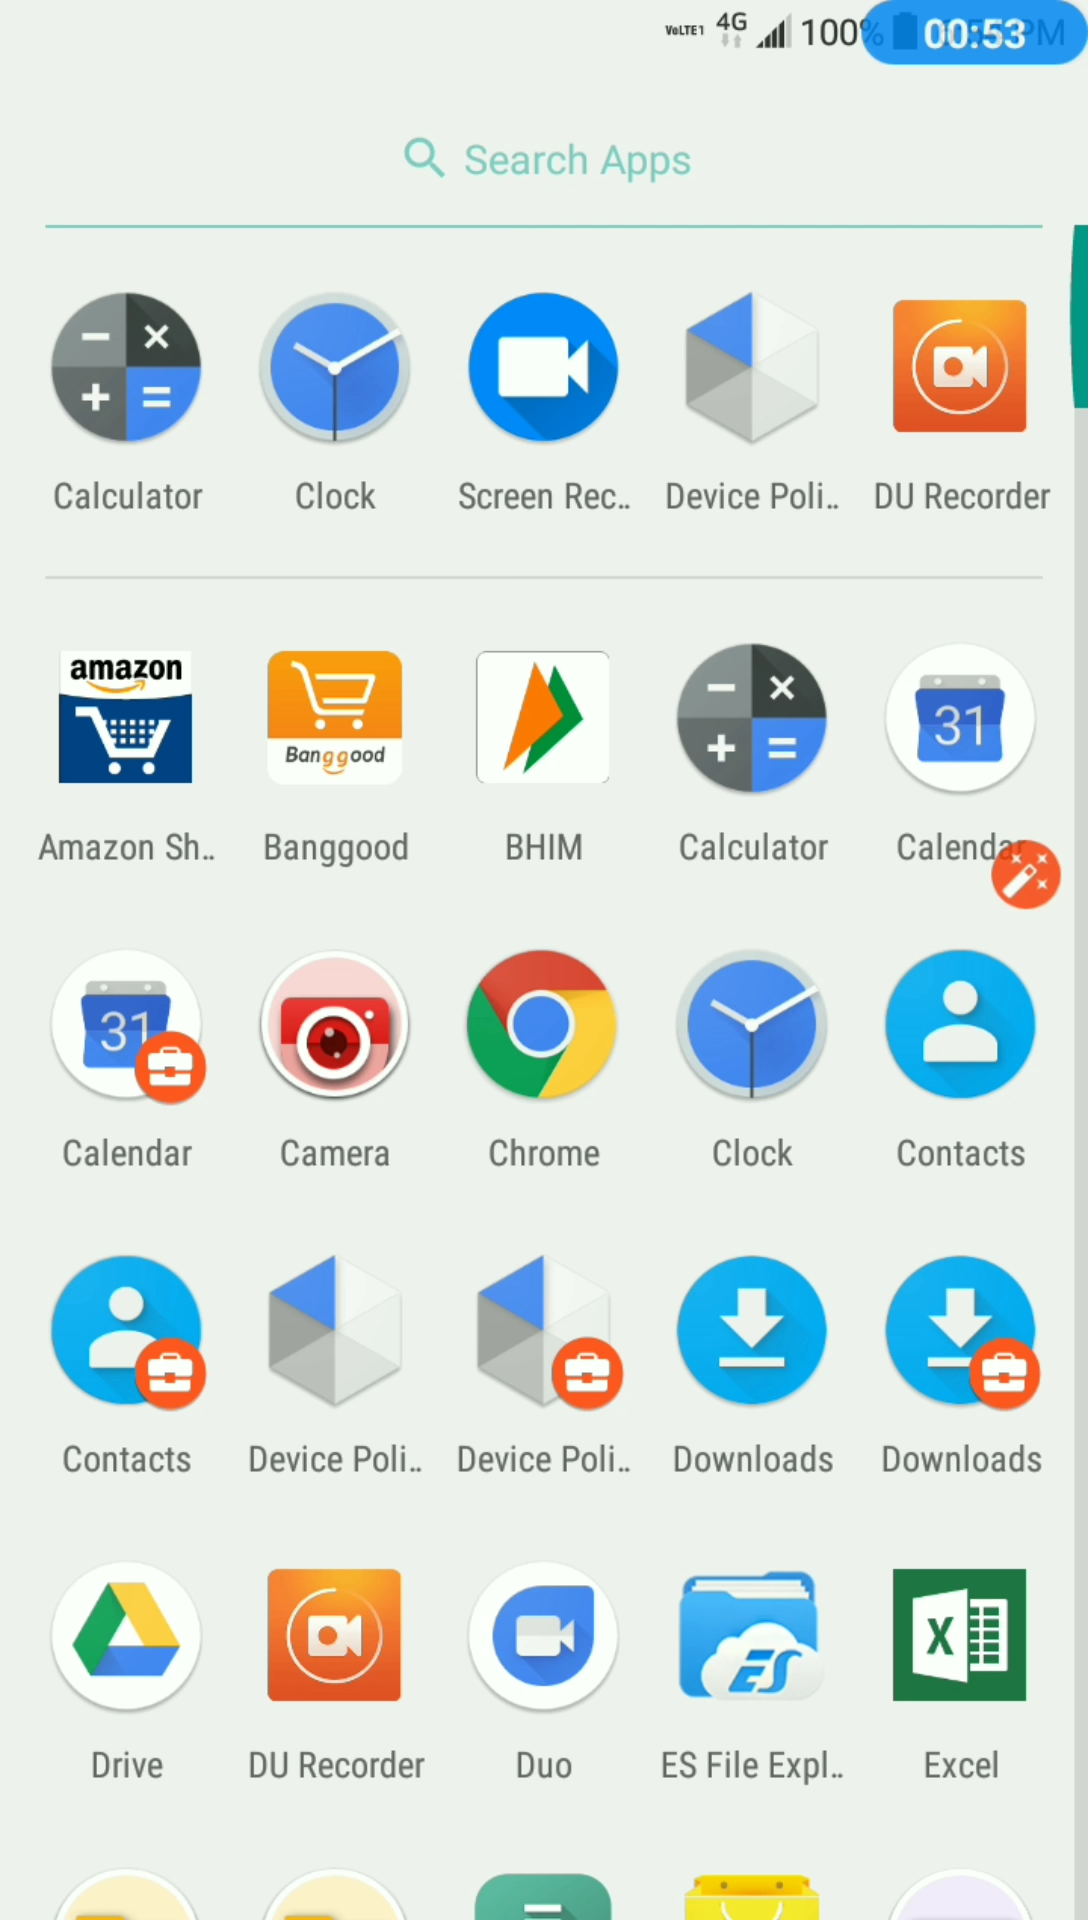 VoLTE1 4G 100% 00:53 PM
Search Apps
Calculator Clock Screen Rec.. Device Poli.. DU Recorder
amazon
Banggood
31
Amazon Sh.. Banggood BHIM Calculator Calendar
31
Calendar Camera Chrome Clock Contacts
Contacts Device Poli.. Device Poli.. Downloads Downloads
ES
X
Drive DU Recorder Duo ES File Expl.. Excel